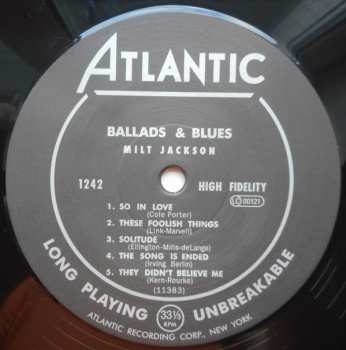 ATLANTIC
BALLADS & BLUES
MILT JACKSON
1242 HIGH FIDELITY LC 00121
1. SO IN LOVE
(Cole Porter)
2. THESE FOOLISH THINGS
(Link-Marvell)
3. SOLITUDE
(Ellington-Mills-deLange)
4. THE SONG IS ENDED
(Irving Berlin)
5. THEY DIDN'T BELIEVE ME
(Kern-Rourke)
(11383)
LONG PLAYING 33⅓ RPM UNBREAKABLE
ATLANTIC RECORDING CORP., NEW YORK